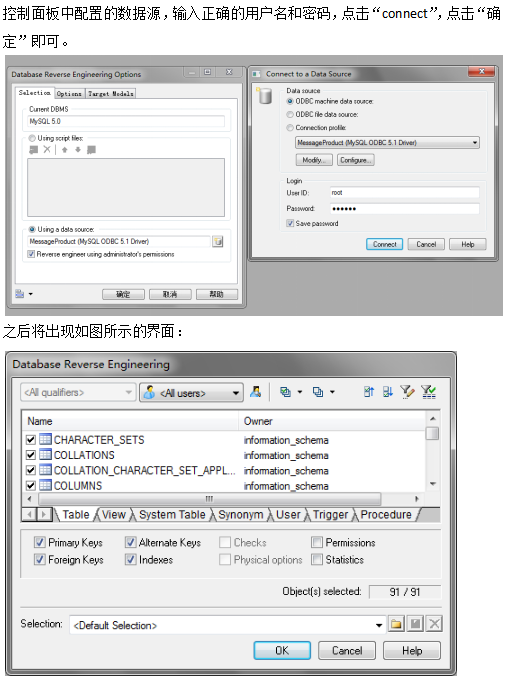 控制面板中配置的数据源，输入正确的用户名和密码，点击“connect”，点击“确
定”即可。
Database Reverse Engineering Options
Selection
Options
Target Models
Current DBMS
MySQL 5.0
Using script files:
Using a data source:
MessageProduct (MySQL ODBC 5.1 Driver)
Reverse engineer using administrator's permissions
确定
取消
帮助
Connect to a Data Source
Data source
ODBC machine data source:
ODBC file data source:
Connection profile:
MessageProduct (MySQL ODBC 5.1 Driver)
Modify...
Configure...
Login
User ID:
root
Password:
●●●●●●
Save password
Connect
Cancel
Help
之后将出现如图所示的界面：
Database Reverse Engineering
<All qualifiers>
<All users>
Name
Owner
CHARACTER_SETS information_schema
COLLATIONS information_schema
COLLATION_CHARACTER_SET_APPL... information_schema
COLUMNS information_schema
Table
View
System Table
Synonym
User
Trigger
Procedure
Primary Keys
Alternate Keys
Checks
Permissions
Foreign Keys
Indexes
Physical options
Statistics
Object(s) selected:
91 / 91
Selection:
<Default Selection>
OK
Cancel
Help